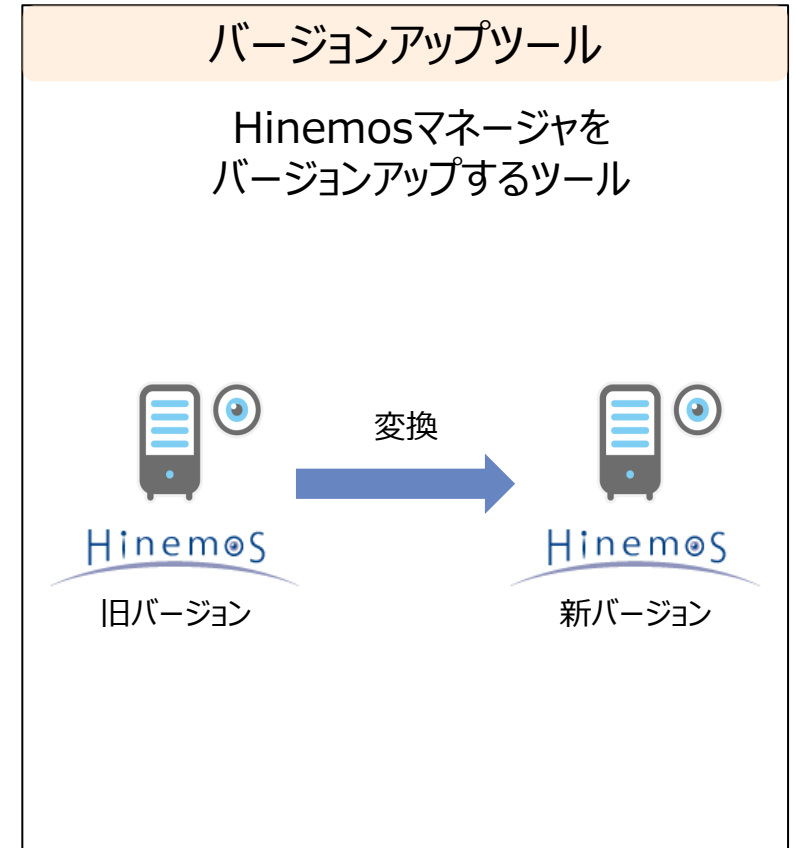 バージョンアップツール
Hinemosマネージャを
バージョンアップするツール
変換
Hinemos
Hinemos
旧バージョン
新バージョン